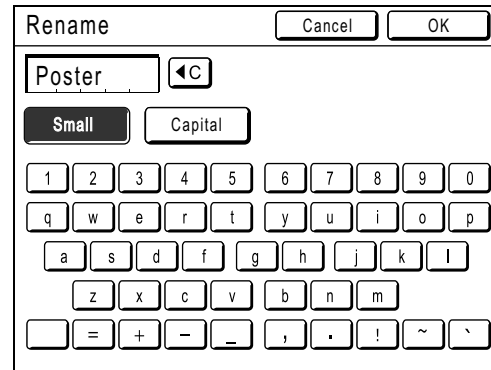 Rename Cancel OK
Poster ◀C
Small Capital
1 2 3 4 5 6 7 8 9 0
q w e r t y u i o p
a s d f g h j k l
z x c v b n m
= + − _ , . ! ~ `